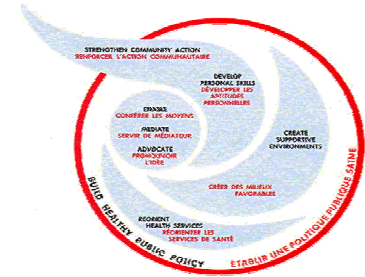 STRENGTHEN COMMUNITY ACTION
RENFORCER L'ACTION COMMUNAUTAIRE
DEVELOP
PERSONAL SKILLS
DÉVELOPPER LES
APTITUDES
PERSONNELLES
ENABLE
CONFÉRER LES MOYENS
MEDIATE
SERVIR DE MÉDIATEUR
ADVOCATE
PROMOUVOIR
L'IDÉE
CREATE
SUPPORTIVE
ENVIRONMENTS
CRÉER DES MILIEUX
FAVORABLES
REORIENT
HEALTH SERVICES
RÉORIENTER LES
SERVICES DE SANTÉ
BUILD HEALTHY PUBLIC POLICY
ÉTABLIR UNE POLITIQUE PUBLIQUE SAINE